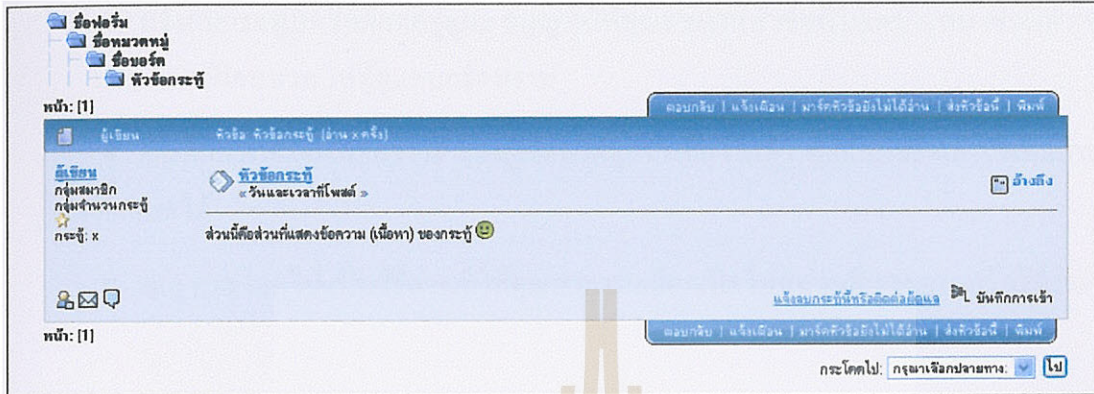 ชื่อฟอรั่ม
ชื่อหมวดหมู่
ชื่อบอร์ด
หัวข้อกระทู้
หน้า: [1]
ตอบกลับ | แจ้งเตือน | มาร์คหัวข้อยังไม่ได้อ่าน | ส่งหัวข้อนี้ | พิมพ์
ผู้เขียน หัวข้อ หัวข้อกระทู้ (อ่าน x ครั้ง)
ผู้เขียน
กลุ่มสมาชิก
กลุ่มจำนวนกระทู้
กระทู้: x
หัวข้อกระทู้
« วันและเวลาที่โพสต์ »
อ้างถึง
ส่วนนี้คือส่วนที่แสดงข้อความ (เนื้อหา) ของกระทู้
แจ้งลบกระทู้นี้หรือติดต่อผู้ดูแล บันทึกการเข้า
หน้า: [1]
ตอบกลับ | แจ้งเตือน | มาร์คหัวข้อยังไม่ได้อ่าน | ส่งหัวข้อนี้ | พิมพ์
กระโดดไป: กรุณาเลือกปลายทาง: ไป